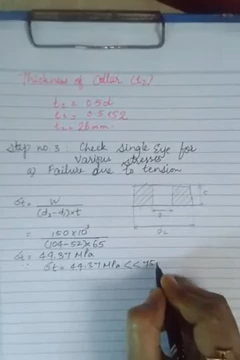 Thickness of Collar (t2)
t2 = 0.5d
t2 = 0.5×52
t2 = 26 mm.
Step no 3: Check Single Eye for
Various stresses
a) Failure due to tension
σt = W
(d2-d)×t
= 150×10³
(104-52)×65
σt = 44.37 MPa
∵ σt = 44.37 MPa << 75